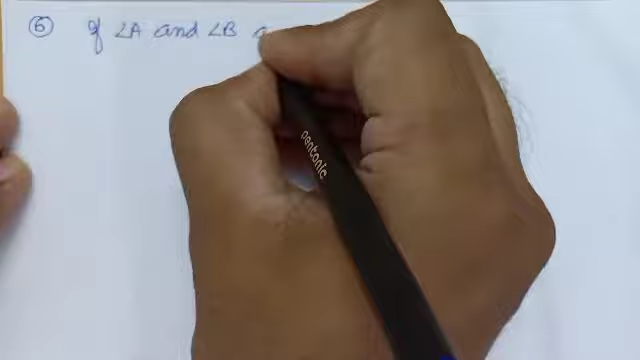 ⑥ If ∠A and ∠B a
pentonic